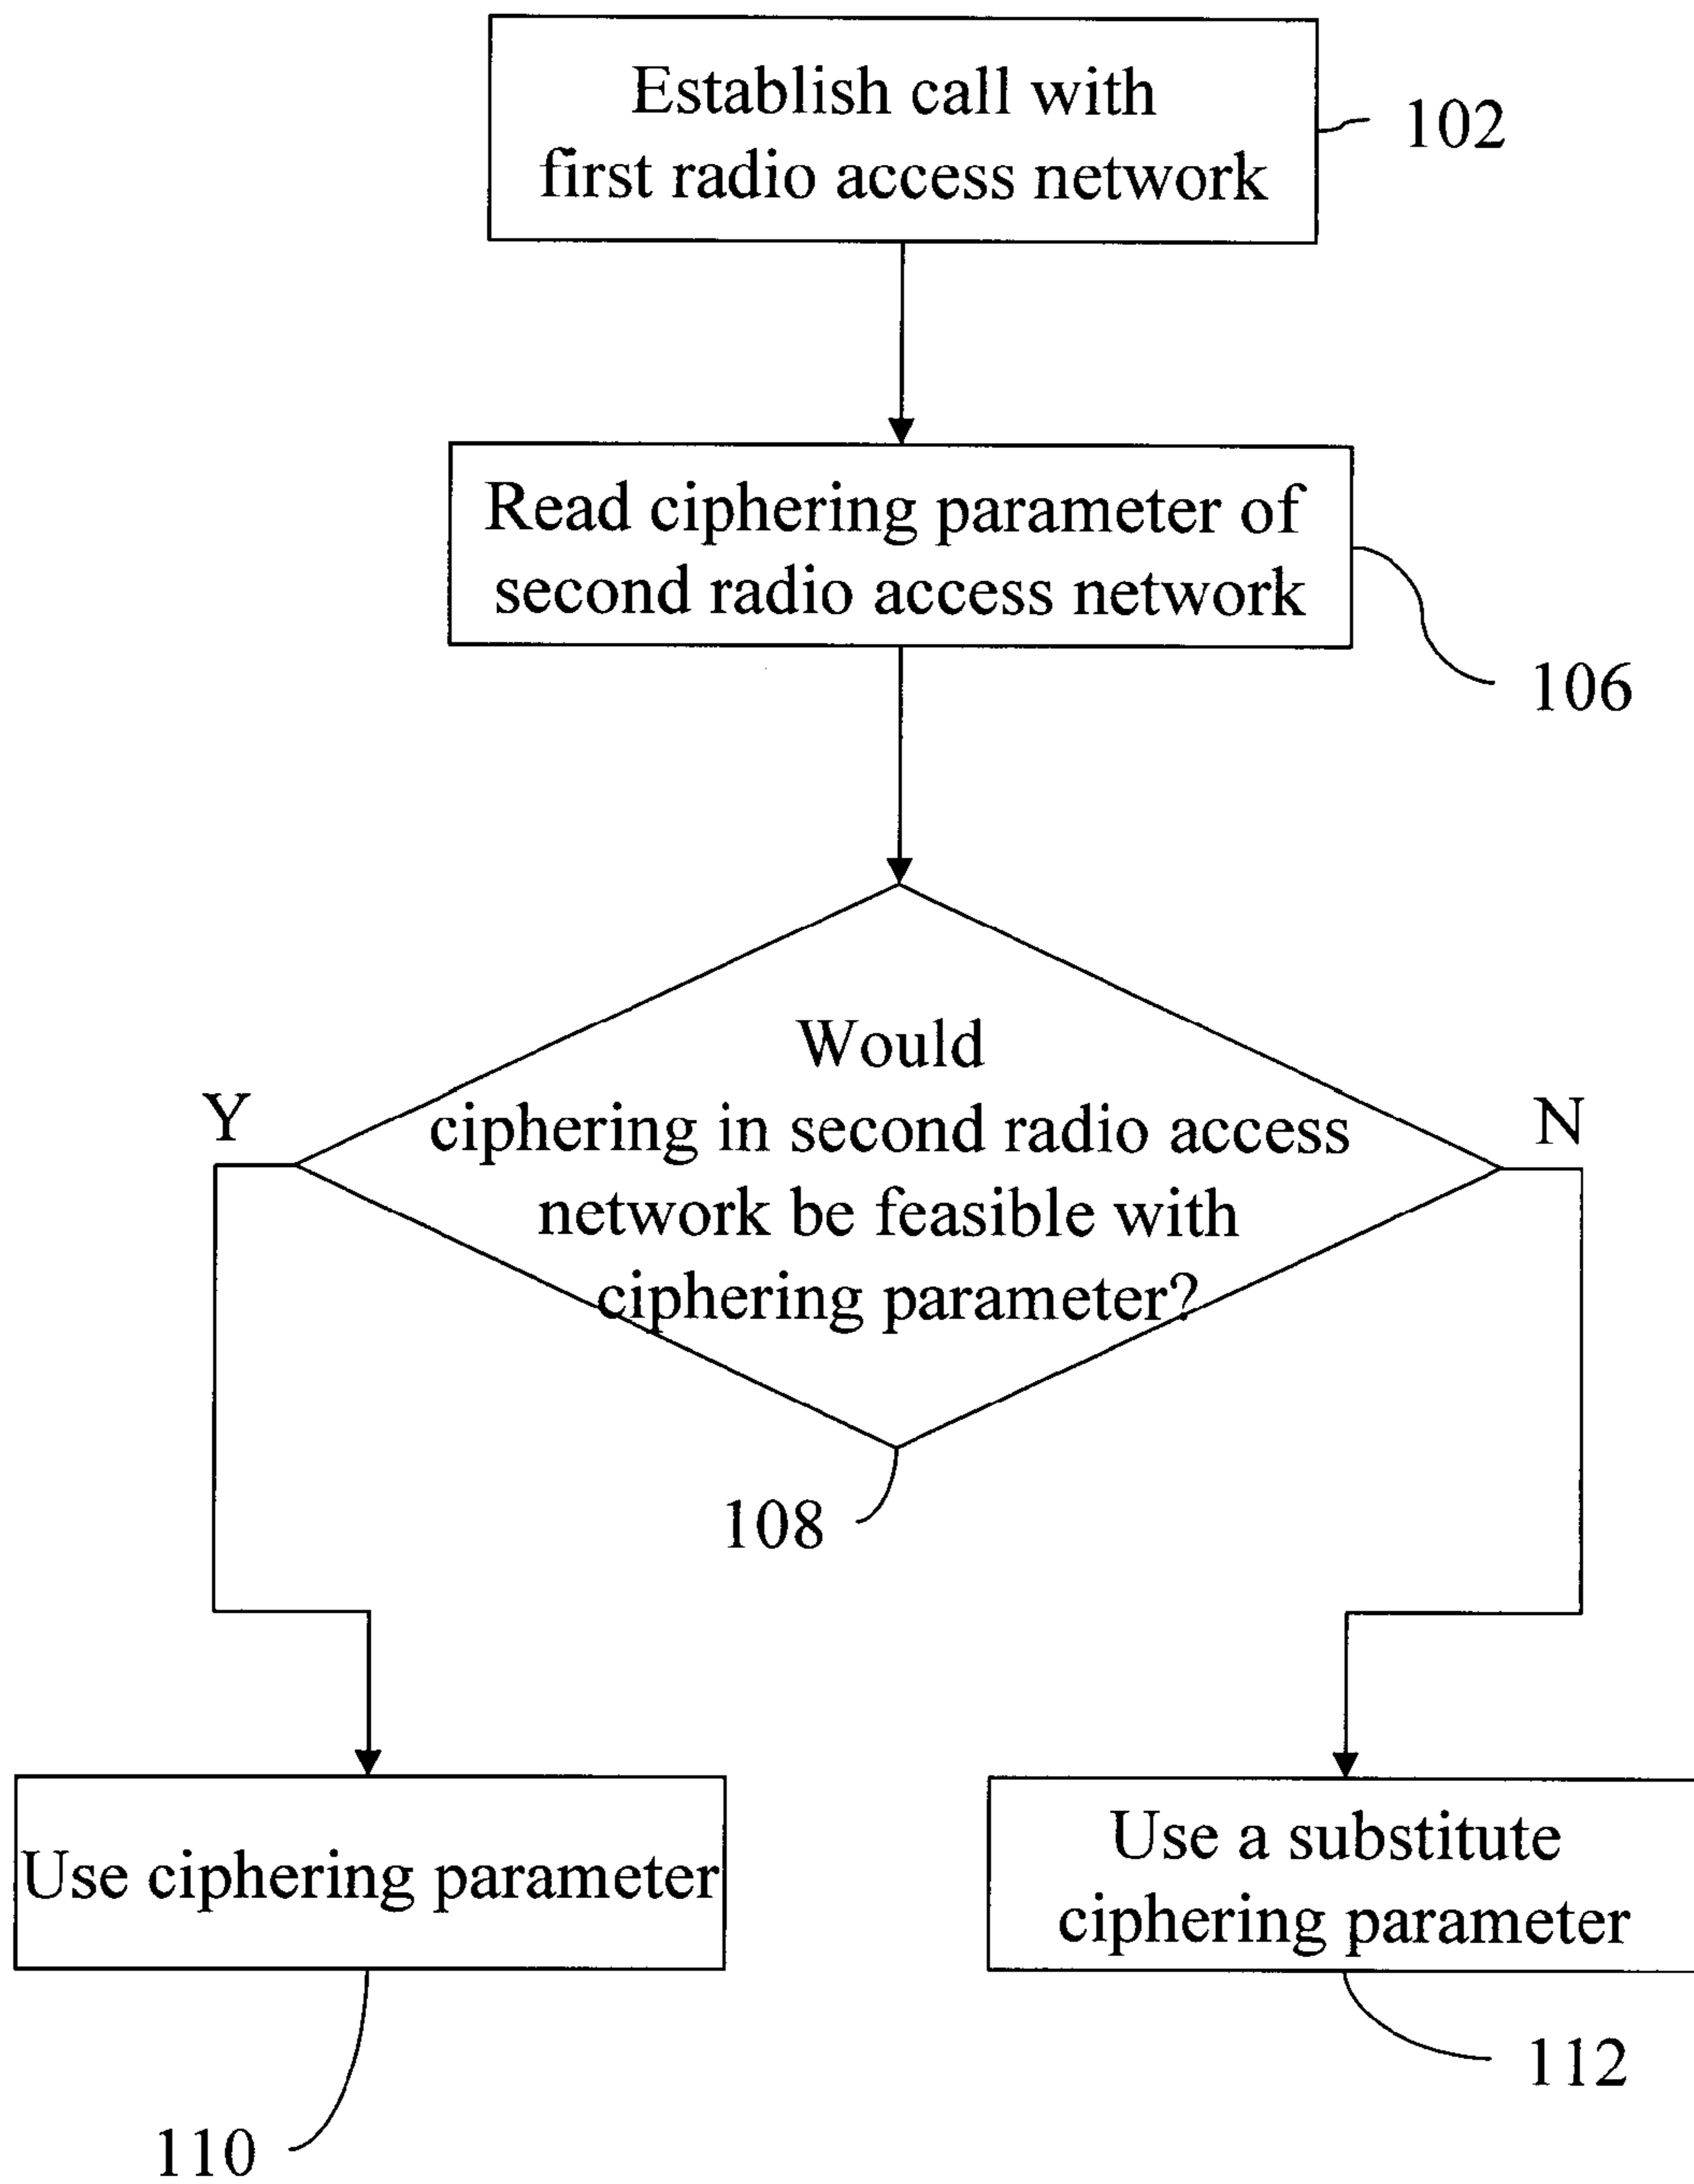 Establish call with
first radio access network
102
Read ciphering parameter of
second radio access network
106
Would
ciphering in second radio access
network be feasible with
ciphering parameter?
Y
N
108
Use ciphering parameter
Use a substitute
ciphering parameter
112
110